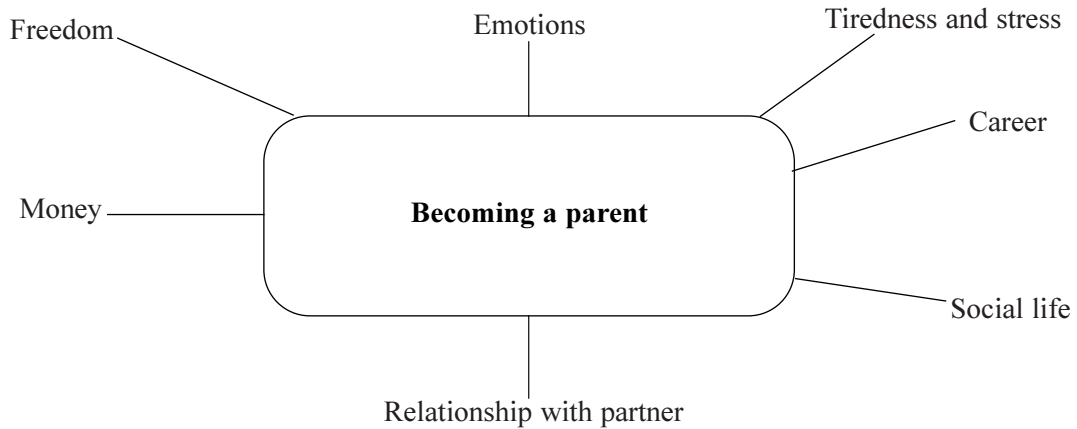 Freedom
Emotions
Tiredness and stress
Career
Money
Becoming a parent
Social life
Relationship with partner